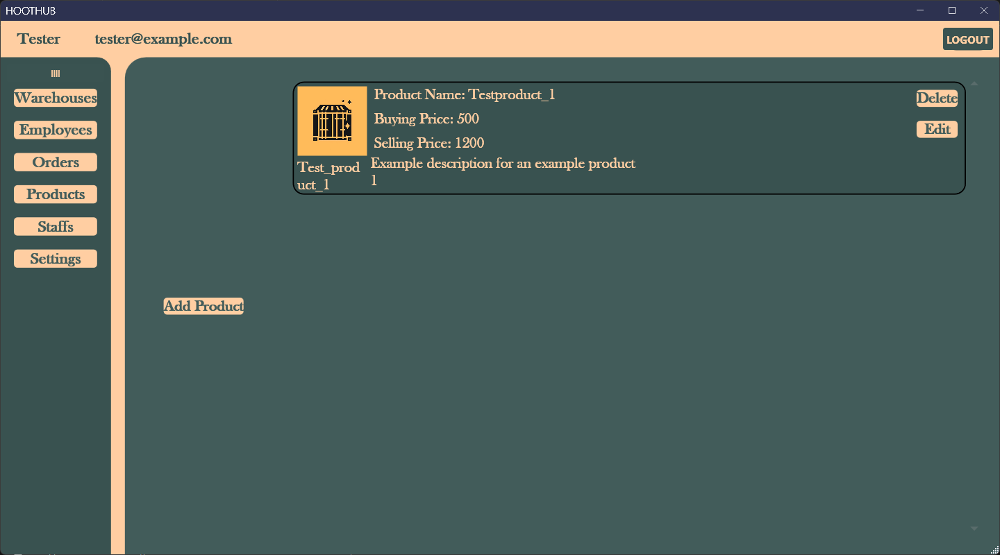 HOOTHUB
Tester tester@example.com LOGOUT
Warehouses
Employees
Orders
Products
Staffs
Settings
Add Product
Product Name: Testproduct_1
Buying Price: 500
Selling Price: 1200
Test_prod
uct_1
Example description for an example product
1
Delete
Edit